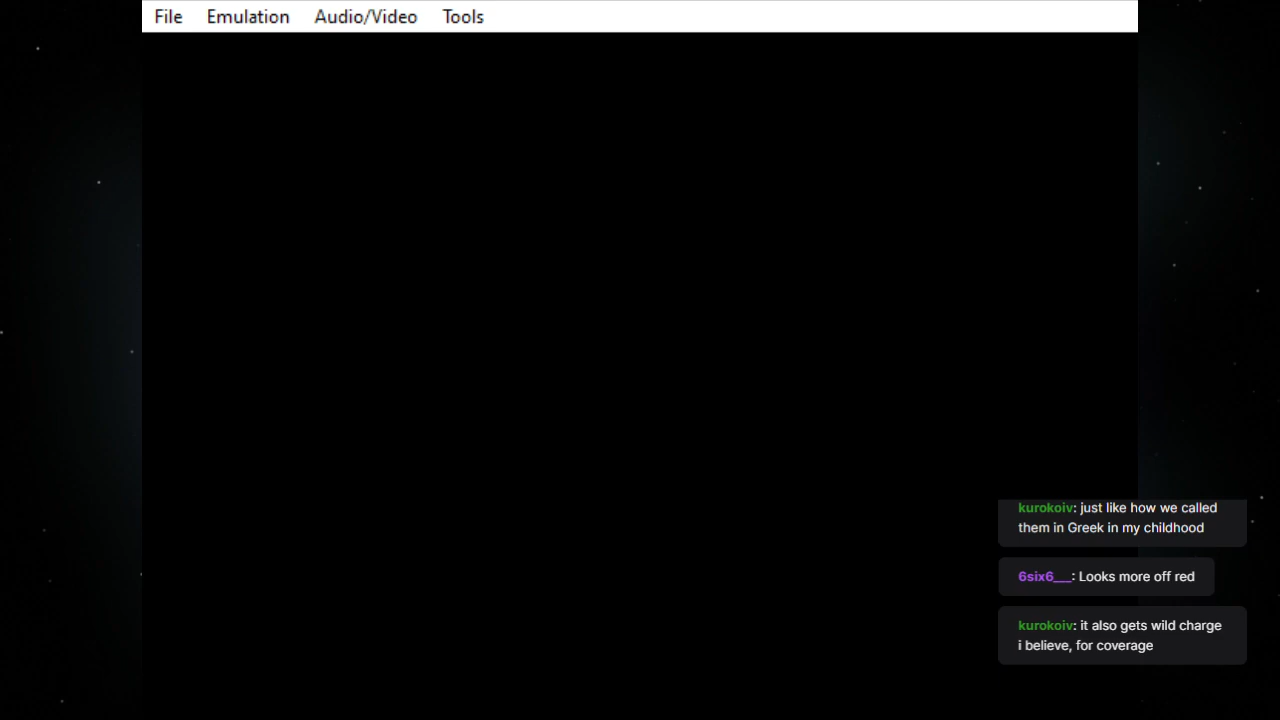 File Emulation Audio/Video Tools
kurokoiv: just like how we called
them in Greek in my childhood
6six6__: Looks more off red
kurokoiv: it also gets wild charge
i believe, for coverage